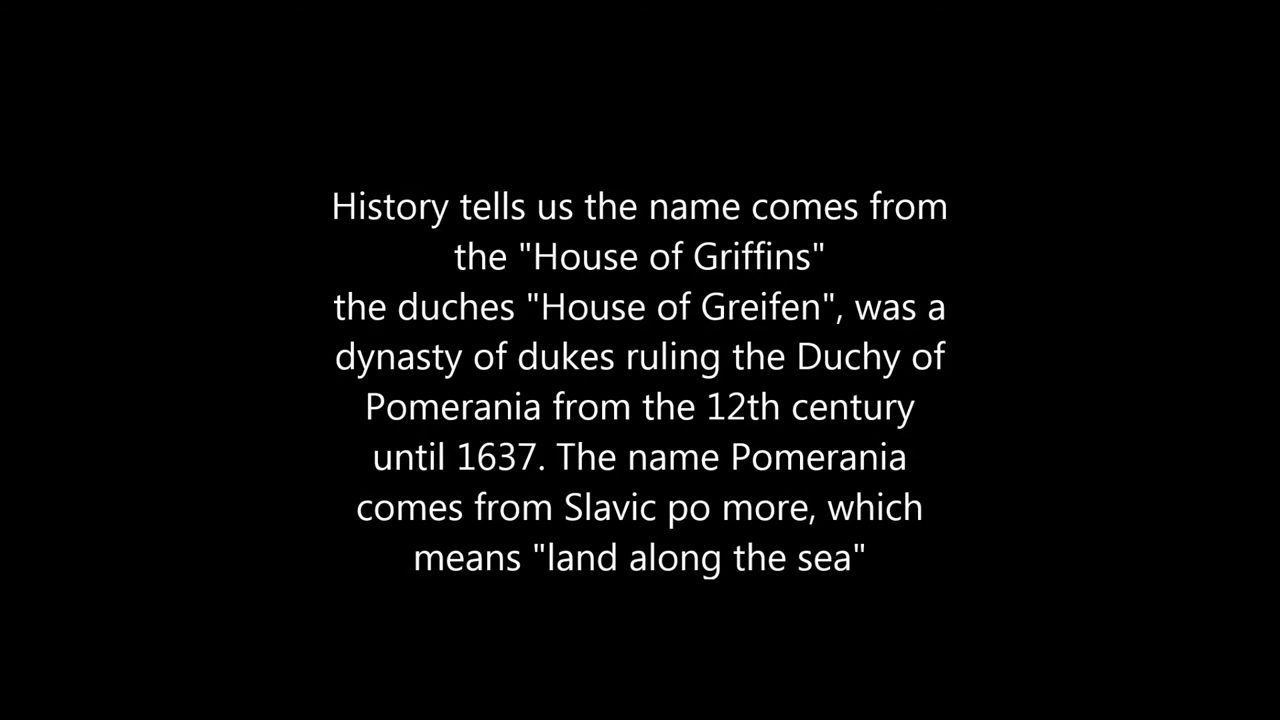 History tells us the name comes from
the "House of Griffins"
the duches "House of Greifen", was a
dynasty of dukes ruling the Duchy of
Pomerania from the 12th century
until 1637. The name Pomerania
comes from Slavic po more, which
means "land along the sea"